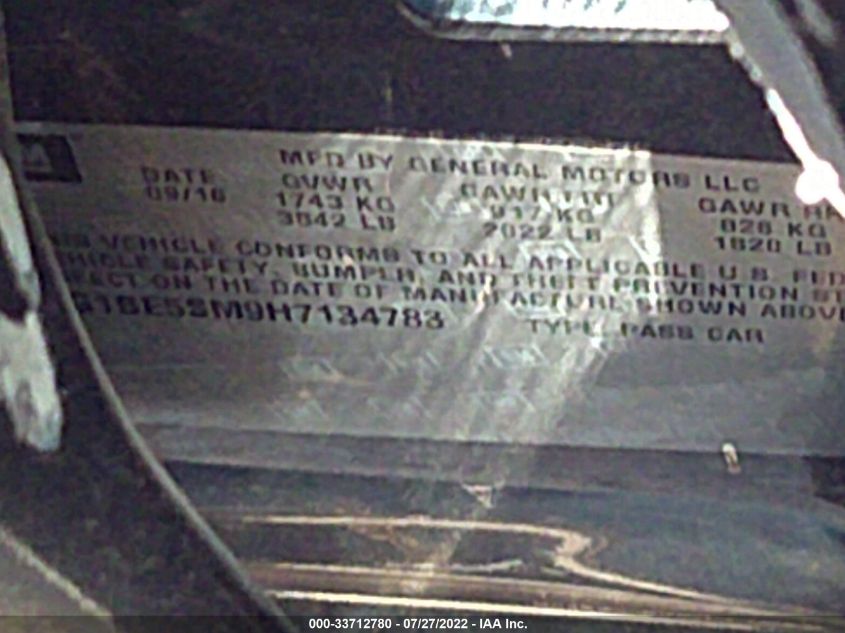 MFD BY GENERAL MOTORS LLC
DATE GVWR GAWR FRT GAWR RR
09/16 1743 KG 917 KG 826 KG
3842 LB 2022 LB 1820 LB
VEHICLE CONFORMS TO ALL APPLICABLE U.S. FED
VEHICLE SAFETY, BUMPER, AND THEFT PREVENTION ST
EFFECT ON THE DATE OF MANUFACTURE SHOWN ABOVE
G1BE5SM9H7134783 TYPE: PASS CAR
000-33712780 - 07/27/2022 - IAA Inc.